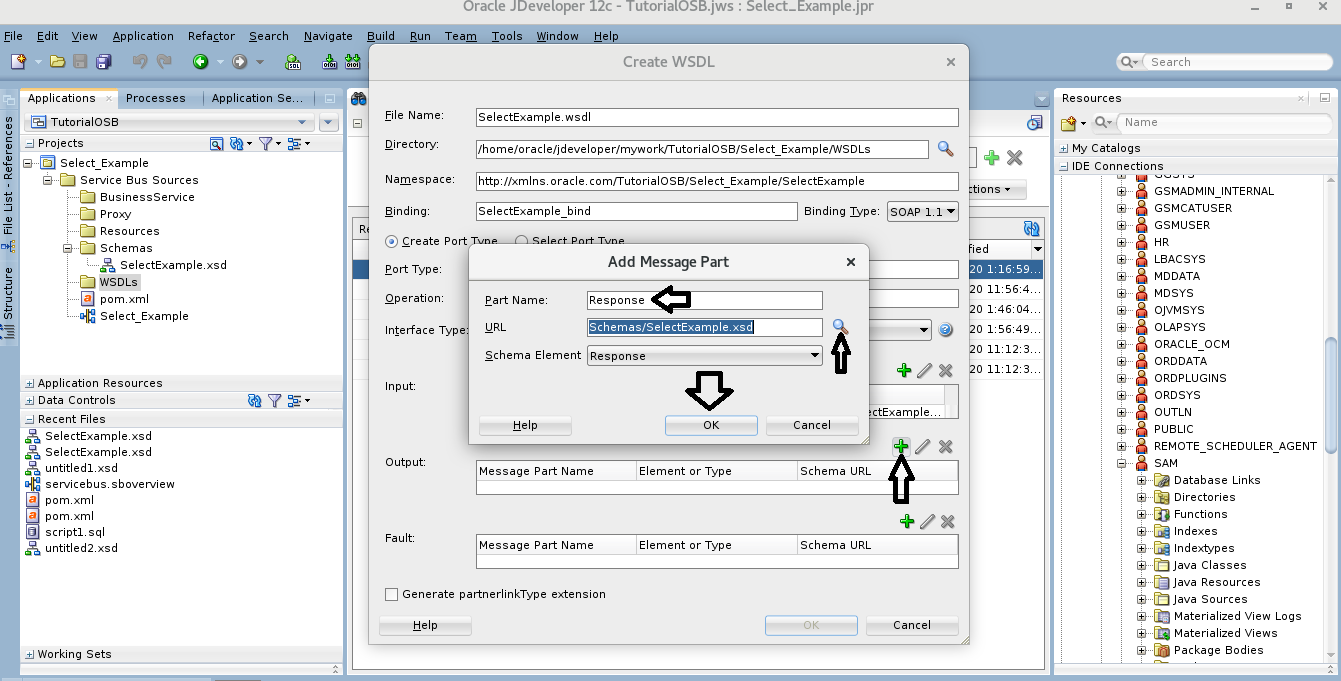 Oracle JDeveloper 12c - TutorialOSB.jws : Select_Example.jpr
File Edit View Application Refactor Search Navigate Build Run Team Tools Window Help
Search
Applications
Processes
Application Se...
TutorialOSB
Projects
Select_Example
Service Bus Sources
BusinessService
Proxy
Resources
Schemas
SelectExample.xsd
WSDLs
pom.xml
Select_Example
Application Resources
Data Controls
Recent Files
SelectExample.xsd
SelectExample.xsd
untitled1.xsd
servicebus.sboverview
pom.xml
pom.xml
script1.sql
untitled2.xsd
Working Sets
File List - References
Structure
Create WSDL
File Name:
SelectExample.wsdl
Directory:
/home/oracle/jdeveloper/mywork/TutorialOSB/Select_Example/WSDLs
Namespace:
http://xmlns.oracle.com/TutorialOSB/Select_Example/SelectExample
Binding:
SelectExample_bind
Binding Type:
SOAP 1.1
Create Port Type
Select Port Type
Port Type:
Operation:
Interface Type:
Input:
ectExample...
Output:
Message Part Name
Element or Type
Schema URL
Fault:
Message Part Name
Element or Type
Schema URL
Generate partnerlinkType extension
Help
OK
Cancel
Add Message Part
Part Name:
Response
URL
Schemas/SelectExample.xsd
Schema Element
Response
Help
OK
Cancel
Re
ctions
fied
20 1:16:59...
20 11:56:4...
20 1:46:04...
20 1:56:49...
20 11:12:3...
20 11:12:3...
Resources
Name
My Catalogs
IDE Connections
GSMADMIN_INTERNAL
GSMCATUSER
GSMUSER
HR
LBACSYS
MDDATA
MDSYS
OJVMSYS
OLAPSYS
ORACLE_OCM
ORDDATA
ORDPLUGINS
ORDSYS
OUTLN
PUBLIC
REMOTE_SCHEDULER_AGENT
SAM
Database Links
Directories
Functions
Indexes
Indextypes
Java Classes
Java Resources
Java Sources
Materialized View Logs
Materialized Views
Package Bodies